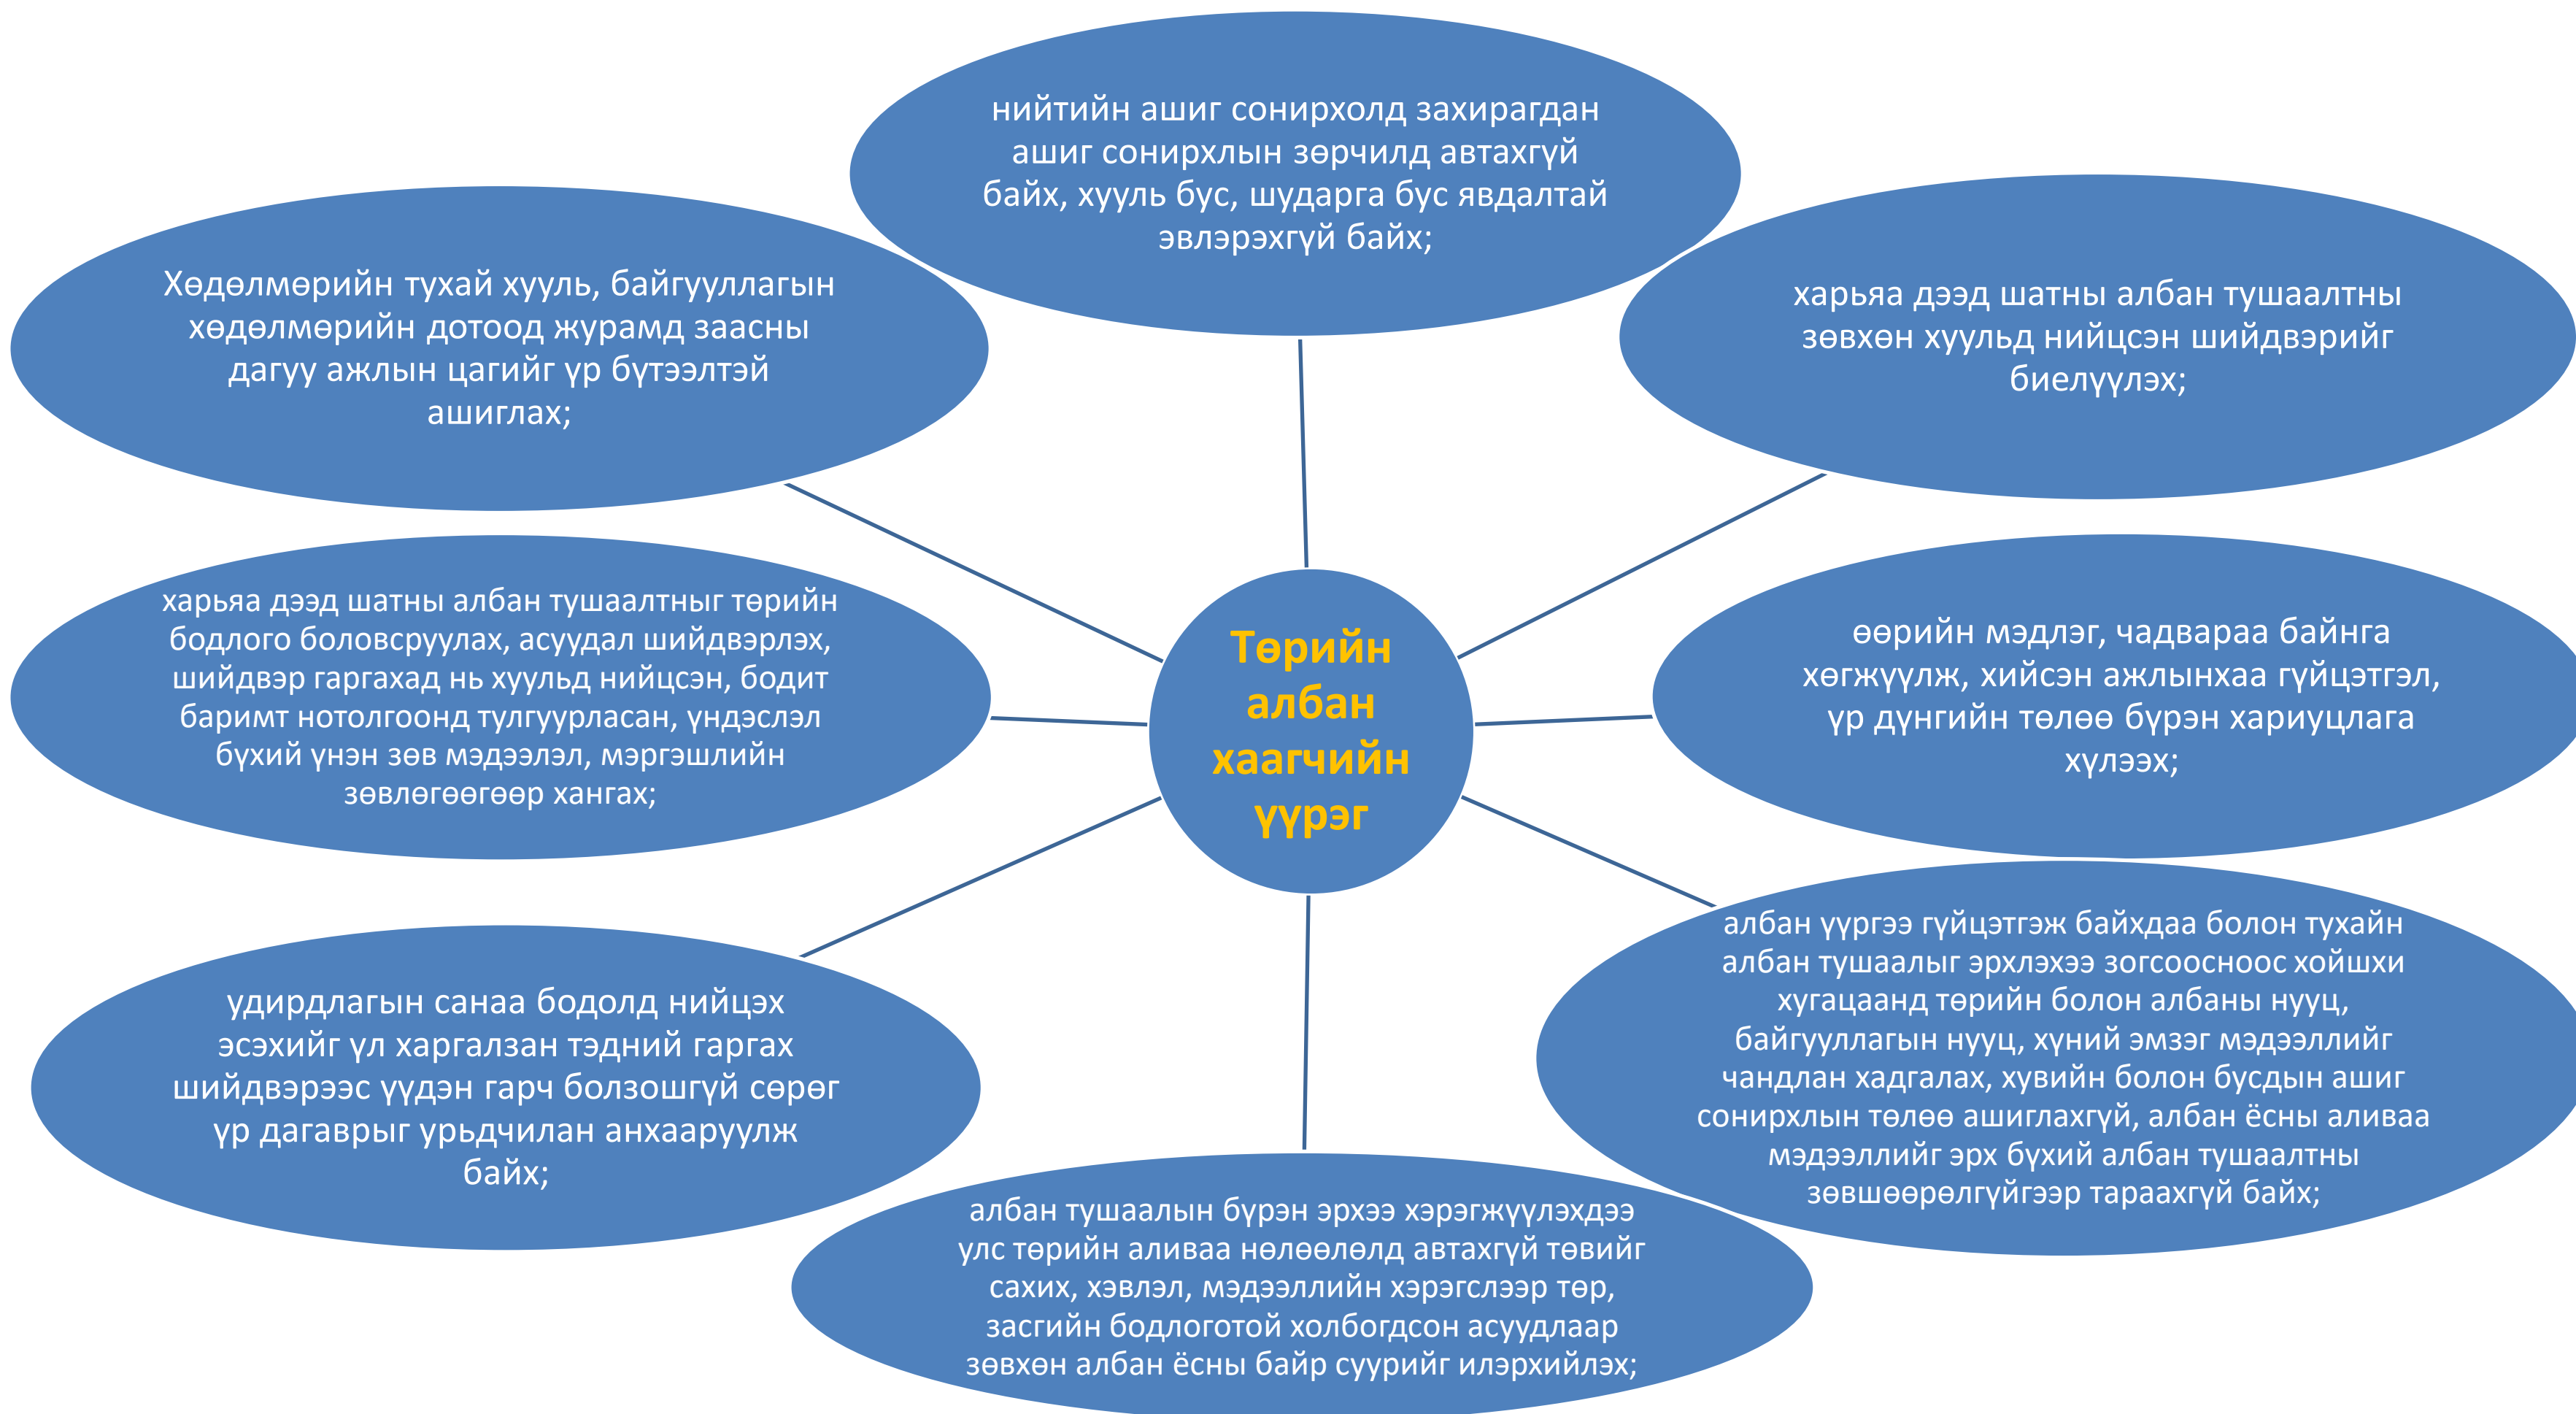 нийтийн ашиг сонирхолд захирагдан
ашиг сонирхлын зөрчилд автахгүй
байх, хууль бус, шударга бус явдалтай
эвлэрэхгүй байх;
харьяа дээд шатны албан тушаалтны
зөвхөн хуульд нийцсэн шийдвэрийг
биелүүлэх;
өөрийн мэдлэг, чадвараа байнга
хөгжүүлж, хийсэн ажлынхаа гүйцэтгэл,
үр дүнгийн төлөө бүрэн хариуцлага
хүлээх;
албан үүргээ гүйцэтгэж байхдаа болон тухайн
албан тушаалыг эрхлэхээ зогсоосноос хойшхи
хугацаанд төрийн болон албаны нууц,
байгууллагын нууц, хүний эмзэг мэдээллийг
чандлан хадгалах, хувийн болон бусдын ашиг
сонирхлын төлөө ашиглахгүй, албан ёсны аливаа
мэдээллийг эрх бүхий албан тушаалтны
зөвшөөрөлгүйгээр тараахгүй байх;
албан тушаалын бүрэн эрхээ хэрэгжүүлэхдээ
улс төрийн аливаа нөлөөлөлд автахгүй төвийг
сахих, хэвлэл, мэдээллийн хэрэгслээр төр,
засгийн бодлоготой холбогдсон асуудлаар
зөвхөн албан ёсны байр суурийг илэрхийлэх;
удирдлагын санаа бодолд нийцэх
эсэхийг үл харгалзан тэдний гаргах
шийдвэрээс үүдэн гарч болзошгүй сөрөг
үр дагаврыг урьдчилан анхааруулж
байх;
харьяа дээд шатны албан тушаалтныг төрийн
бодлого боловсруулах, асуудал шийдвэрлэх,
шийдвэр гаргахад нь хуульд нийцсэн, бодит
баримт нотолгоонд тулгуурласан, үндэслэл
бүхий үнэн зөв мэдээлэл, мэргэшлийн
зөвлөгөөгөөр хангах;
Хөдөлмөрийн тухай хууль, байгууллагын
хөдөлмөрийн дотоод журамд заасны
дагуу ажлын цагийг үр бүтээлтэй
ашиглах;
Төрийн
албан
хаагчийн
үүрэг